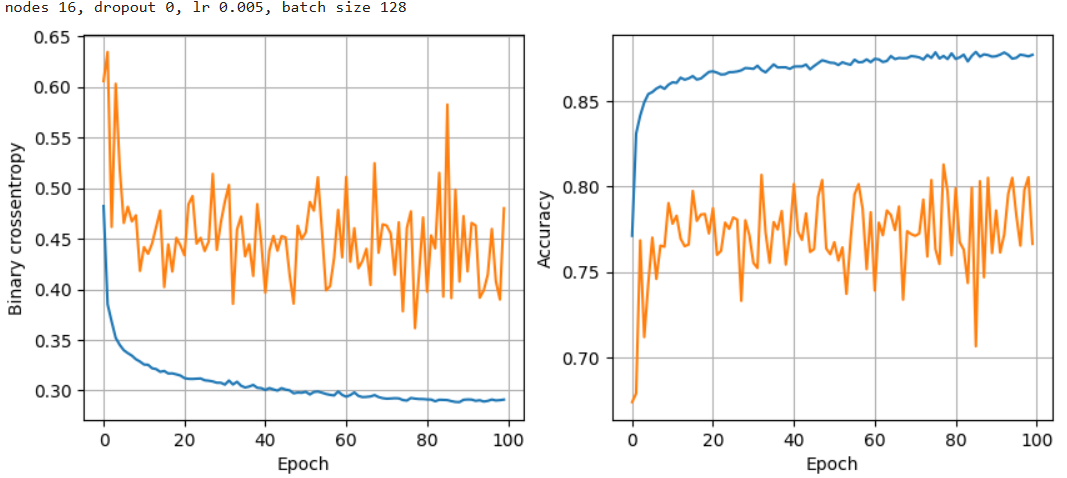 nodes 16, dropout 0, lr 0.005, batch size 128
Binary crossentropy
0.65
0.60
0.55
0.50
0.45
0.40
0.35
0.30
0 20 40 60 80 100
Epoch
Accuracy
0.85
0.80
0.75
0.70
0 20 40 60 80 100
Epoch